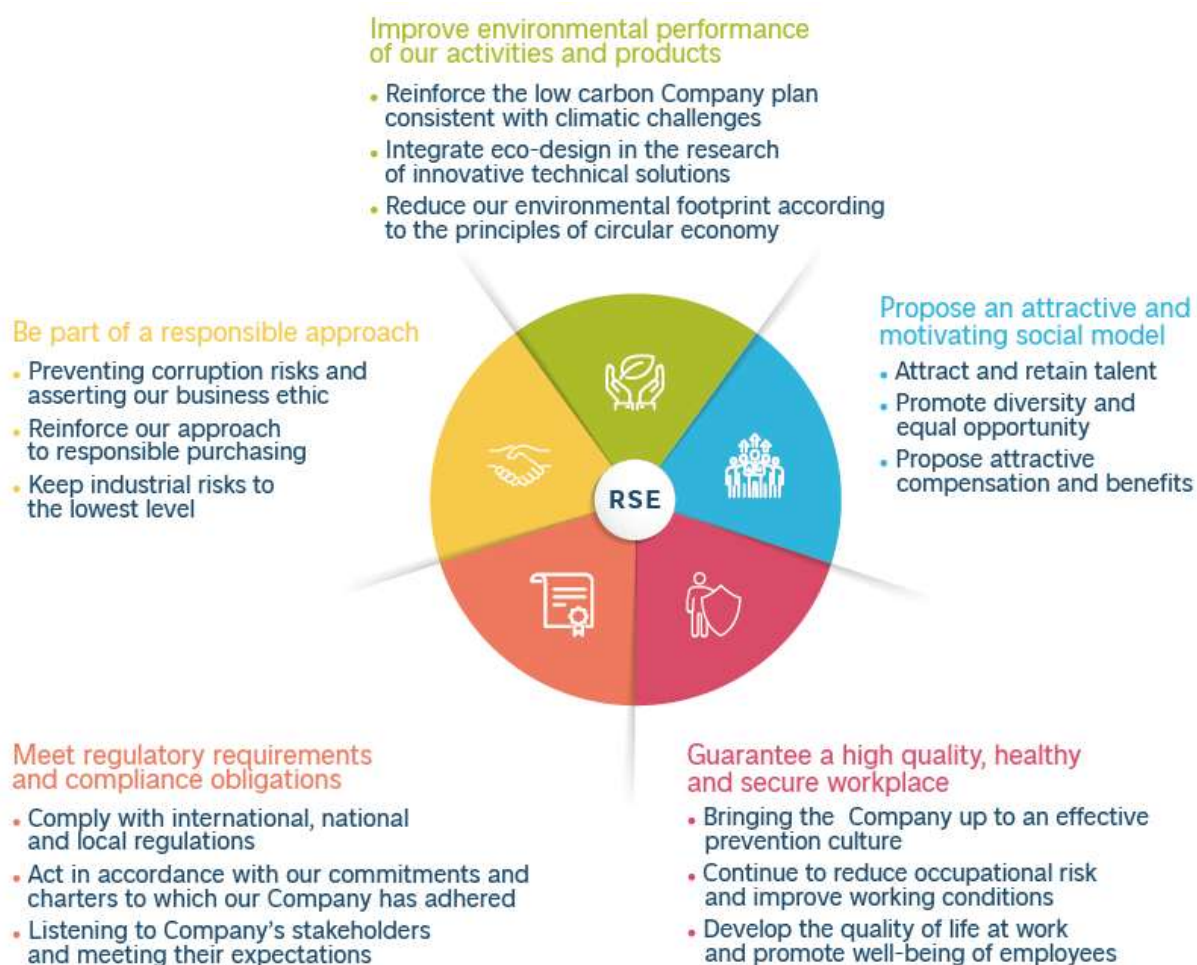 Improve environmental performance
of our activities and products
• Reinforce the low carbon Company plan
consistent with climatic challenges
• Integrate eco-design in the research
of innovative technical solutions
• Reduce our environmental footprint according
to the principles of circular economy
Be part of a responsible approach
• Preventing corruption risks and
asserting our business ethic
• Reinforce our approach
to responsible purchasing
• Keep industrial risks to
the lowest level
RSE
Propose an attractive and
motivating social model
• Attract and retain talent
• Promote diversity and
equal opportunity
• Propose attractive
compensation and benefits
Meet regulatory requirements
and compliance obligations
• Comply with international, national
and local regulations
• Act in accordance with our commitments and
charters to which our Company has adhered
• Listening to Company's stakeholders
and meeting their expectations
Guarantee a high quality, healthy
and secure workplace
• Bringing the Company up to an effective
prevention culture
• Continue to reduce occupational risk
and improve working conditions
• Develop the quality of life at work
and promote well-being of employees